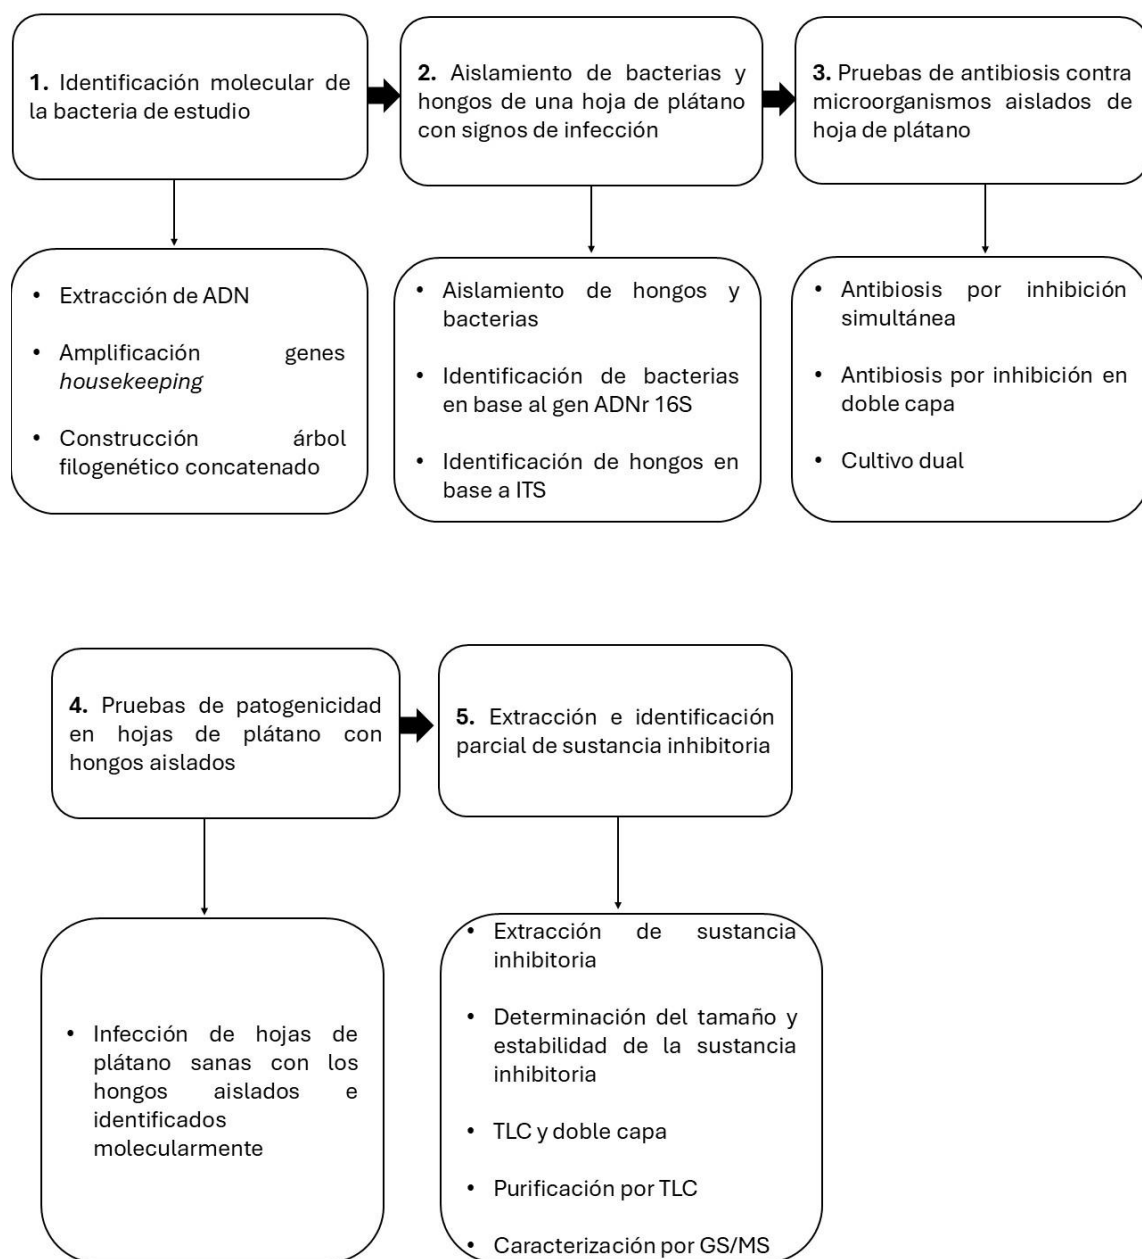 1. Identificación molecular de
la bacteria de estudio
2. Aislamiento de bacterias y
hongos de una hoja de plátano
con signos de infección
3. Pruebas de antibiosis contra
microorganismos aislados de
hoja de plátano
• Extracción de ADN
• Amplificación genes
housekeeping
• Construcción árbol
filogenético concatenado
• Aislamiento de hongos y
bacterias
• Identificación de bacterias
en base al gen ADNr 16S
• Identificación de hongos en
base a ITS
• Antibiosis por inhibición
simultánea
• Antibiosis por inhibición en
doble capa
• Cultivo dual
4. Pruebas de patogenicidad
en hojas de plátano con
hongos aislados
5. Extracción e identificación
parcial de sustancia inhibitoria
• Infección de hojas de
plátano sanas con los
hongos aislados e
identificados
molecularmente
• Extracción de sustancia
inhibitoria
• Determinación del tamaño y
estabilidad de la sustancia
inhibitoria
• TLC y doble capa
• Purificación por TLC
• Caracterización por GS/MS